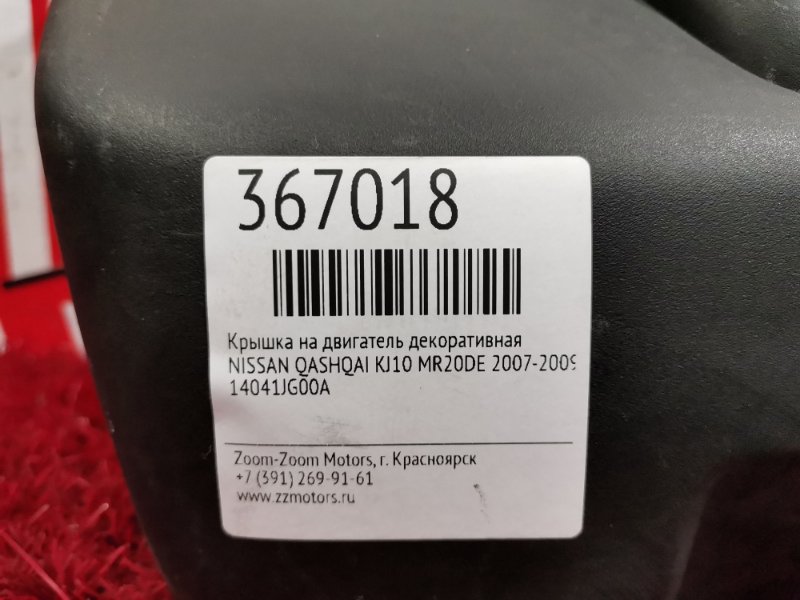 367018
Крышка на двигатель декоративная
NISSAN QASHQAI KJ10 MR20DE 2007-2009
14041JG00A
Zoom-Zoom Motors, г. Красноярск
+7 (391) 269-91-61
www.zzmotors.ru